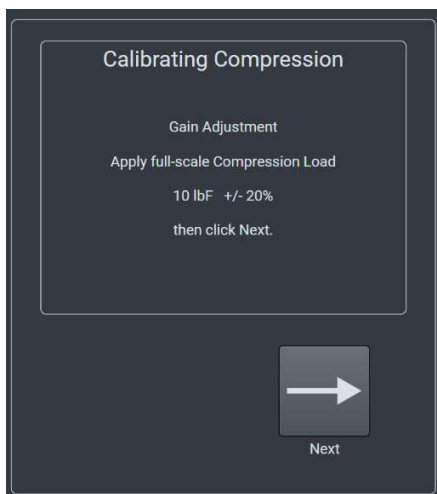 Calibrating Compression
Gain Adjustment
Apply full-scale Compression Load
10 lbF +/- 20%
then click Next.
Next